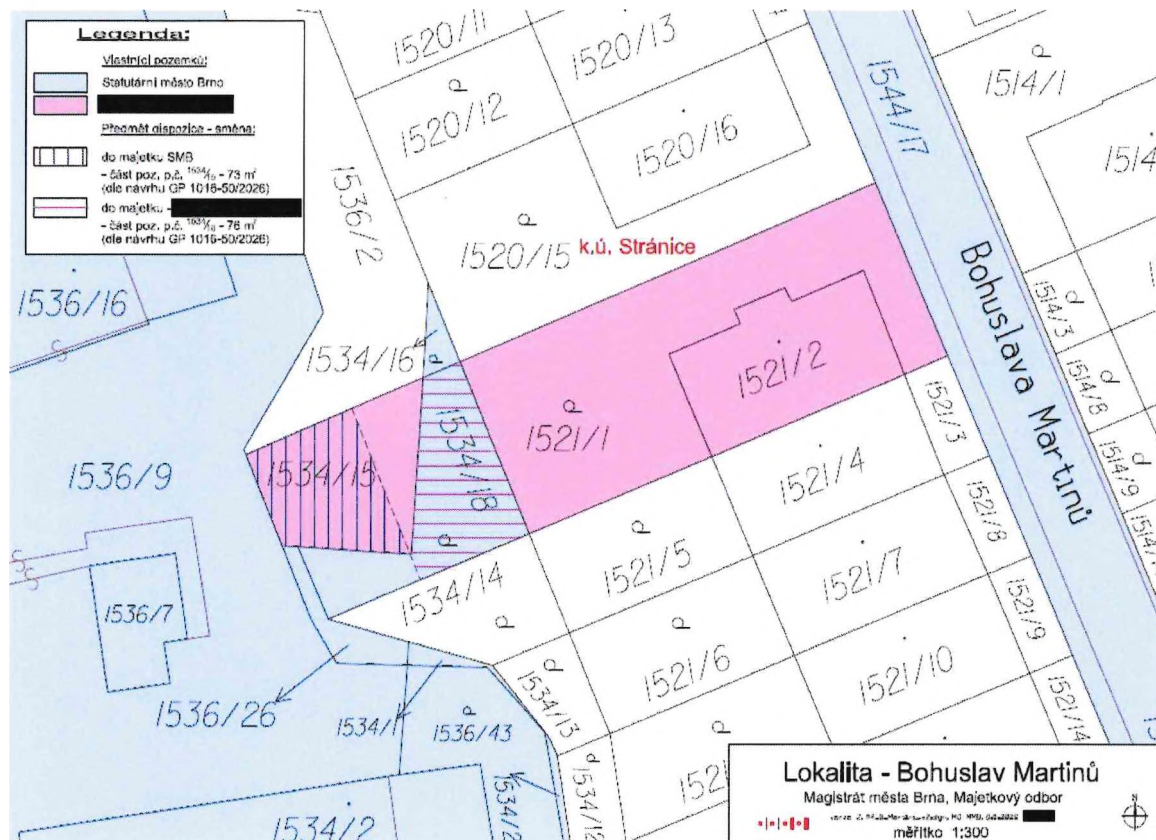 Legenda:
Vlastníci pozemků:
Statutární město Brno
Předmět dispozice - směna:
do majetku SMB
- část poz. p.č. 1534/15 - 73 m²
(dle návrhu GP 1016-50/2026)
do majetku -
- část poz. p.č. 1534/18 - 76 m²
(dle návrhu GP 1016-50/2026)
1520/11
1520/13
1520/12
1520/16
1544/17
1514/1
1514
1536/2
1520/15
k.ú. Stránice
1536/16
Bohuslava Martinů
1514/3
1514/8
1514/9
1534/16
1521/2
1521/3
1521/1
1534/15
1534/18
1536/9
1521/4
1521/8
1521/5
1521/7
1521/9
1534/14
1536/7
1521/6
1521/10
1521/14
1536/26
1534/1
1536/43
1534/13
1534/12
1534/2
Lokalita - Bohuslav Martinů
Magistrát města Brna, Majetkový odbor
měřítko 1:300